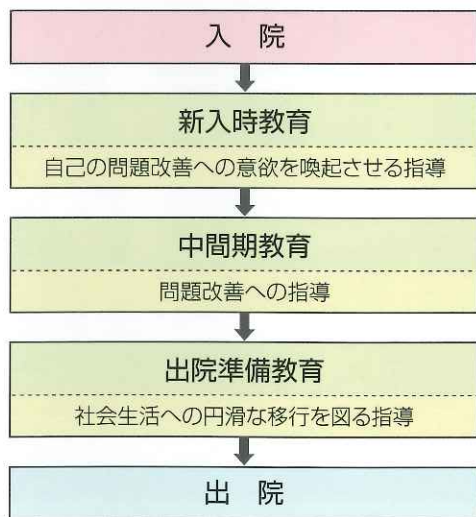 入 院
新入時教育
自己の問題改善への意欲を喚起させる指導
中間期教育
問題改善への指導
出院準備教育
社会生活への円滑な移行を図る指導
出 院